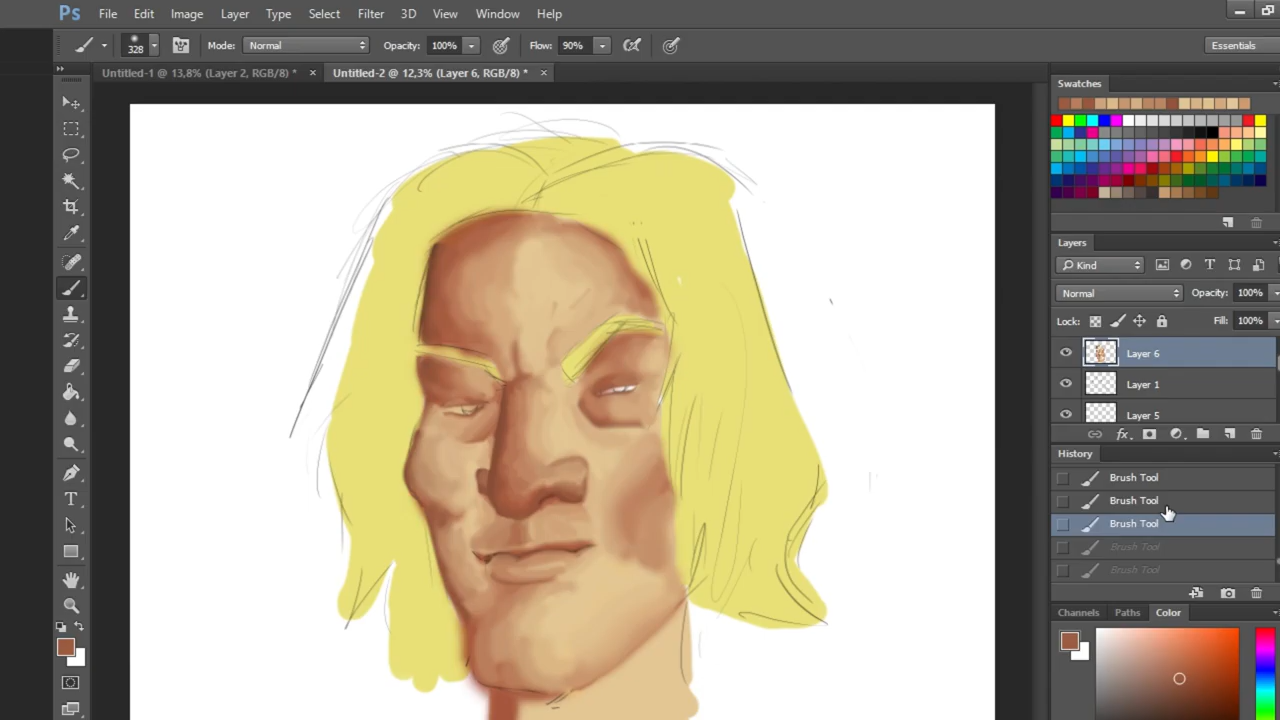 Ps File Edit Image Layer Type Select Filter 3D View Window Help
328 Mode: Normal Opacity: 100% Flow: 90% Essentials
Untitled-1 @ 13,8% (Layer 2, RGB/8) * × Untitled-2 @ 12,3% (Layer 6, RGB/8) * ×
Swatches
Layers
Kind
Normal Opacity: 100%
Lock: Fill: 100%
Layer 6
Layer 1
Layer 5
fx
History
Brush Tool
Brush Tool
Brush Tool
Brush Tool
Brush Tool
Channels Paths Color